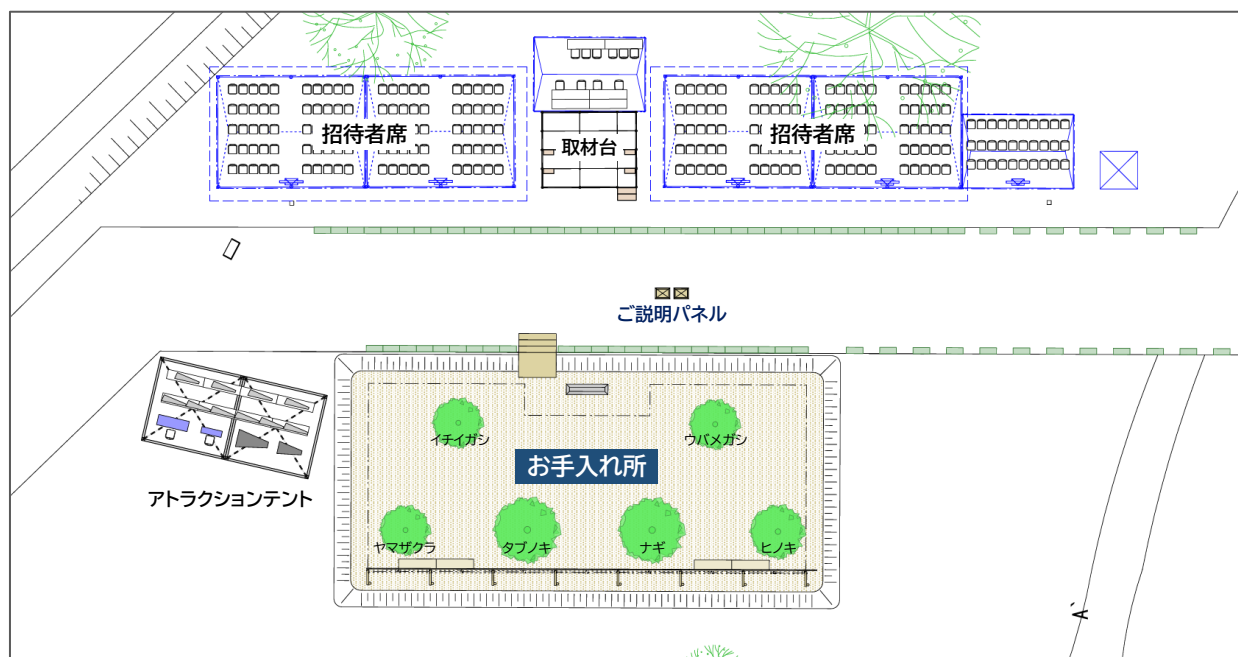 招待者席
取材台
招待者席
ご説明パネル
イチイガシ
ウバメガシ
お手入れ所
アトラクションテント
ヤマザクラ
タブノキ
ナギ
ヒノキ
A`